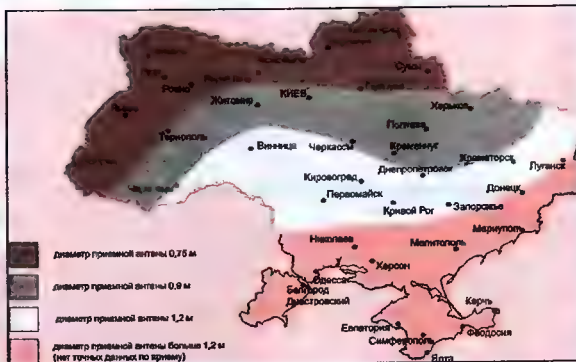 Сумы
Ровно
Житомир
КИЕВ
Харьков
Львов
Тернополь
Полтава
Винница
Черкассы
Кременчуг
Днепропетровск
Краматорск
Луганск
Кировоград
Первомайск
Кривой Рог
Запорожье
Донецк
Мариуполь
Николаев
Мелитополь
Херсон
Одесса
Белгород
Днестровский
Керчь
Евпатория
Феодосия
Симферополь
Ялта
диаметр приемной антены 0,75 м
диаметр приемной антены 0,9 м
диаметр приемной антены 1,2 м
диаметр приемной антены больше 1,2 м
(нет точных данных по приему)